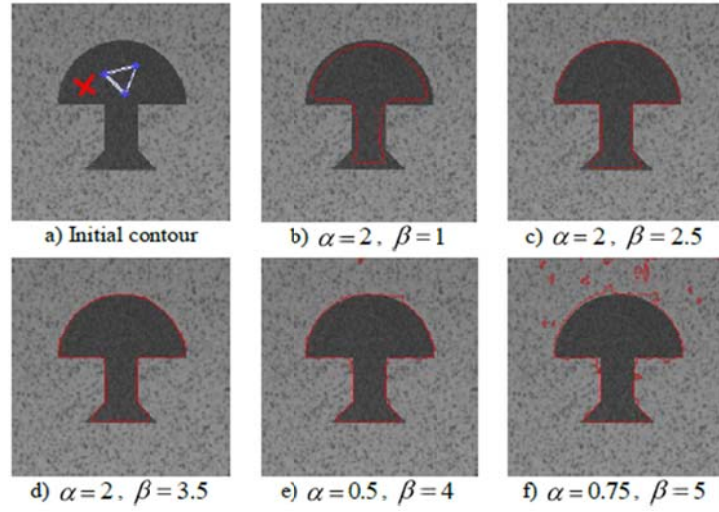 a) Initial contour
b) α = 2 , β = 1
c) α = 2 , β = 2.5
d) α = 2 , β = 3.5
e) α = 0.5 , β = 4
f) α = 0.75 , β = 5